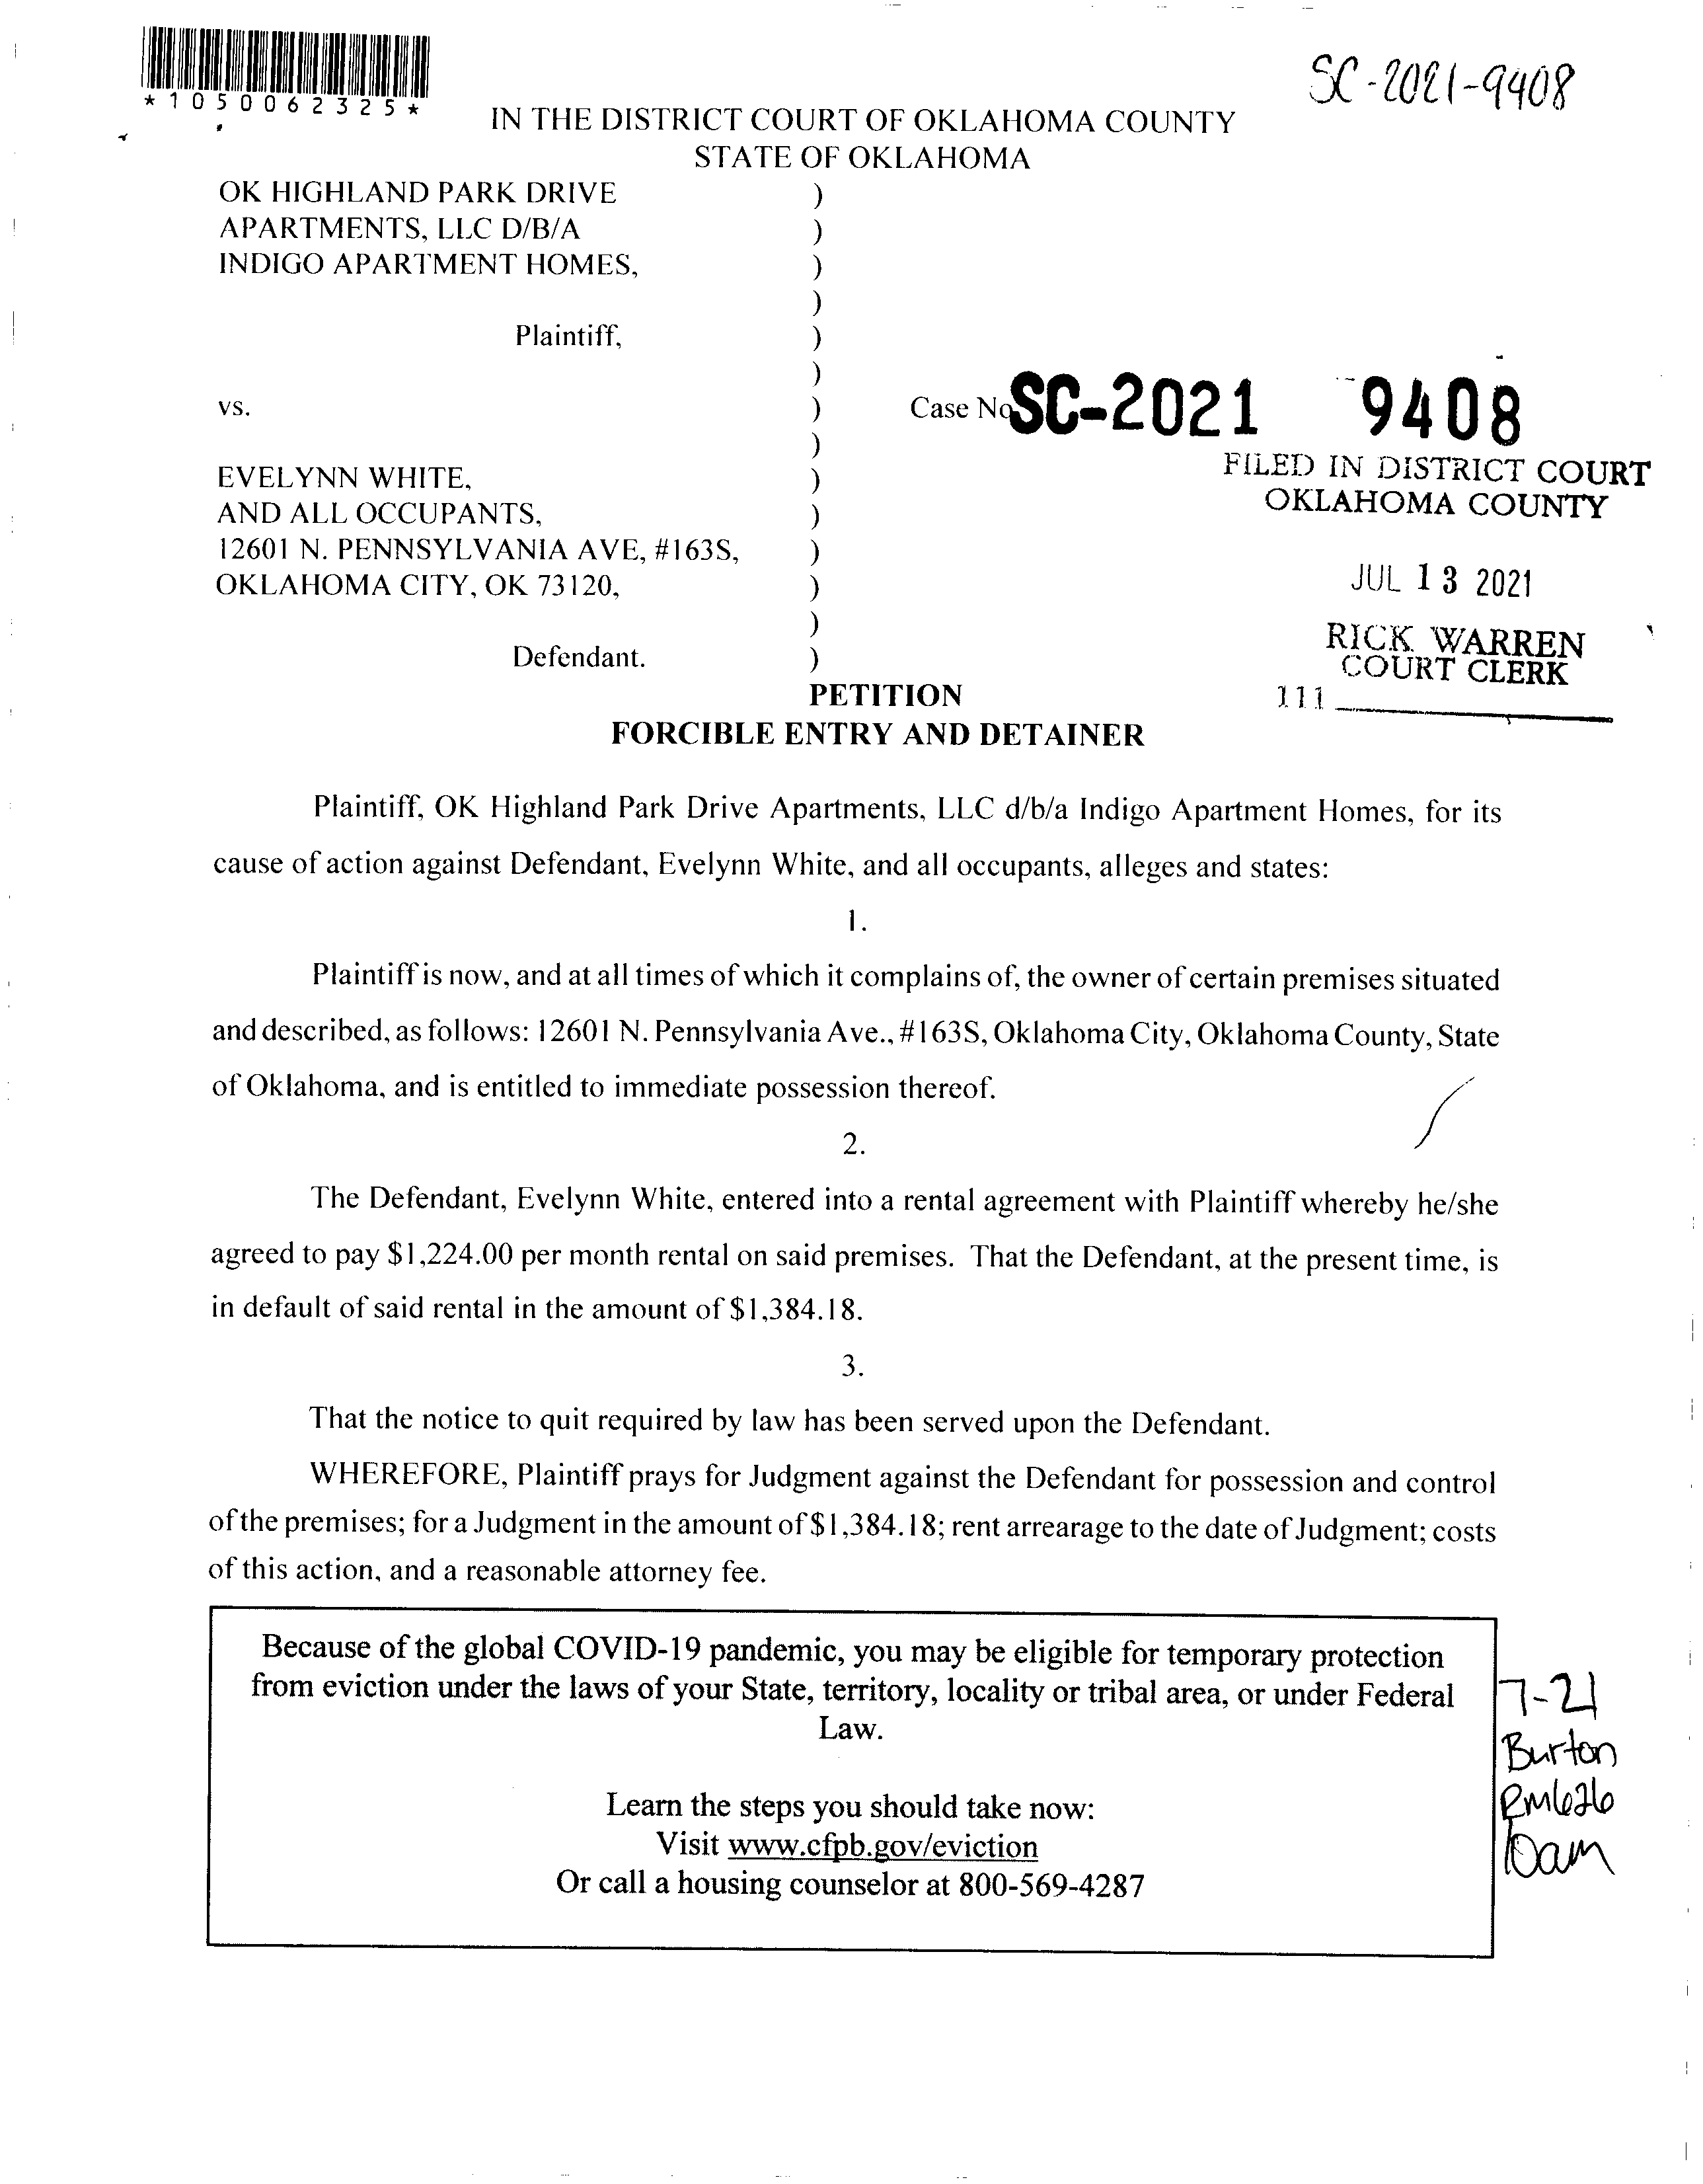 *1050062325*
SC-2021-9408
IN THE DISTRICT COURT OF OKLAHOMA COUNTY
STATE OF OKLAHOMA
OK HIGHLAND PARK DRIVE )
APARTMENTS, LLC D/B/A )
INDIGO APARTMENT HOMES, )
)
Plaintiff, )
)
vs. ) Case No SC-2021 9408
)
FILED IN DISTRICT COURT
OKLAHOMA COUNTY
EVELYNN WHITE, )
AND ALL OCCUPANTS, )
12601 N. PENNSYLVANIA AVE, #163S, )
OKLAHOMA CITY, OK 73120, )
JUL 13 2021
)
RICK WARREN
COURT CLERK
Defendant. )
111
PETITION
FORCIBLE ENTRY AND DETAINER
Plaintiff, OK Highland Park Drive Apartments, LLC d/b/a Indigo Apartment Homes, for its
cause of action against Defendant, Evelynn White, and all occupants, alleges and states:
1.
Plaintiff is now, and at all times of which it complains of, the owner of certain premises situated
and described, as follows: 12601 N. Pennsylvania Ave., #163S, Oklahoma City, Oklahoma County, State
of Oklahoma, and is entitled to immediate possession thereof.
2.
The Defendant, Evelynn White, entered into a rental agreement with Plaintiff whereby he/she
agreed to pay $1,224.00 per month rental on said premises. That the Defendant, at the present time, is
in default of said rental in the amount of $1,384.18.
3.
That the notice to quit required by law has been served upon the Defendant.
WHEREFORE, Plaintiff prays for Judgment against the Defendant for possession and control
of the premises; for a Judgment in the amount of $1,384.18; rent arrearage to the date of Judgment; costs
of this action, and a reasonable attorney fee.
Because of the global COVID-19 pandemic, you may be eligible for temporary protection
from eviction under the laws of your State, territory, locality or tribal area, or under Federal
Law.
Learn the steps you should take now:
Visit www.cfpb.gov/eviction
Or call a housing counselor at 800-569-4287
7-21
Burton
Rm626
10am